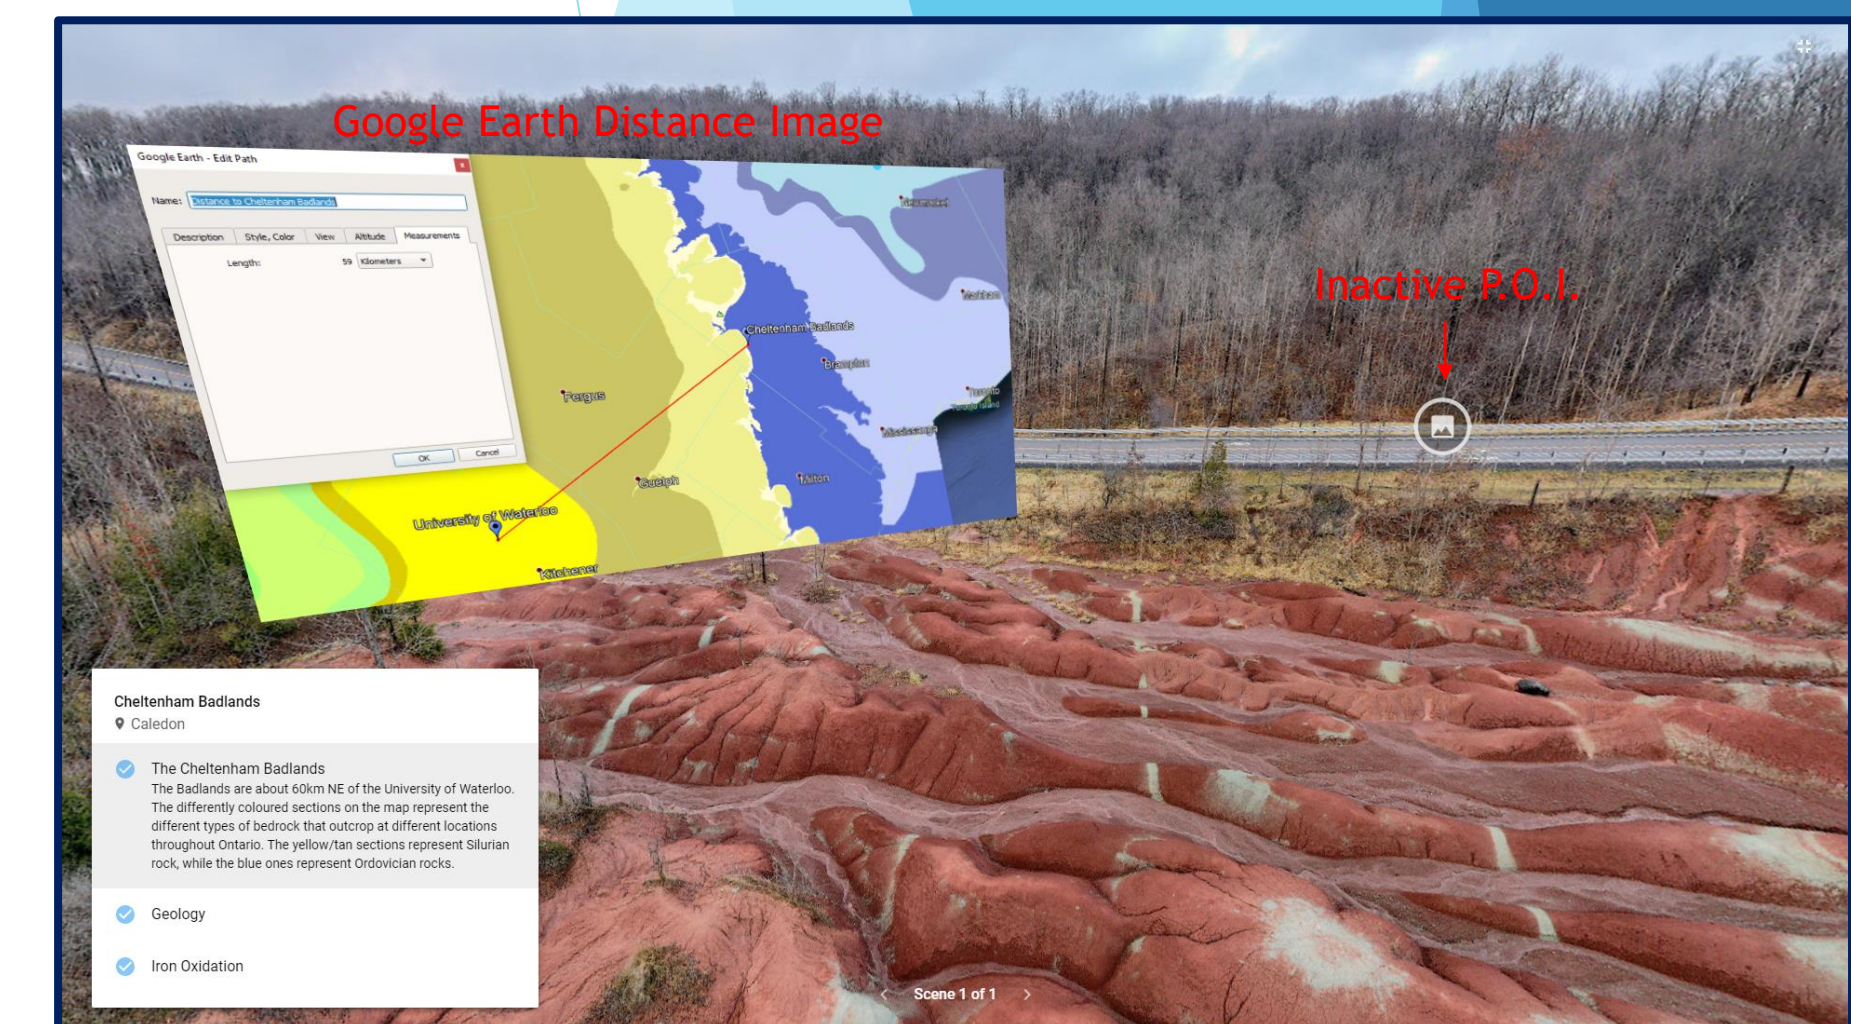 Google Earth Distance Image
Google Earth - Edit Path
Name: Distance to Cheltenham Badlands
Description Style, Color View Altitude Measurements
Length: 59 Kilometers
OK Cancel
Newmarket
Markham
Cheltenham Badlands
Brampton
Toronto
Toronto Island
Fergus
Mississauga
Guelph
Milton
University of Waterloo
Kitchener
Inactive P.O.I.
Cheltenham Badlands
Caledon
The Cheltenham Badlands
The Badlands are about 60km NE of the University of Waterloo.
The differently coloured sections on the map represent the
different types of bedrock that outcrop at different locations
throughout Ontario. The yellow/tan sections represent Silurian
rock, while the blue ones represent Ordovician rocks.
Geology
Iron Oxidation
Scene 1 of 1